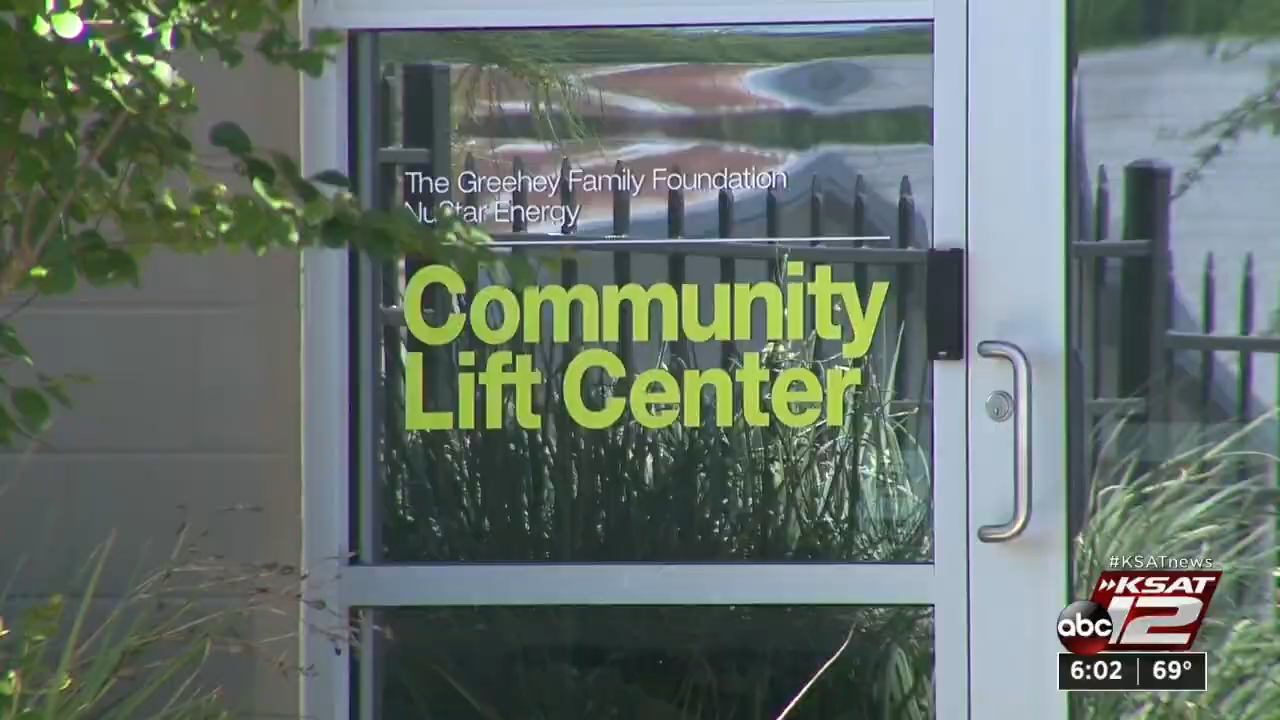 The Greehey Family Foundation
NuStar Energy
Community
Lift Center
#KSATnews
KSAT
abc 12
6:02 69°